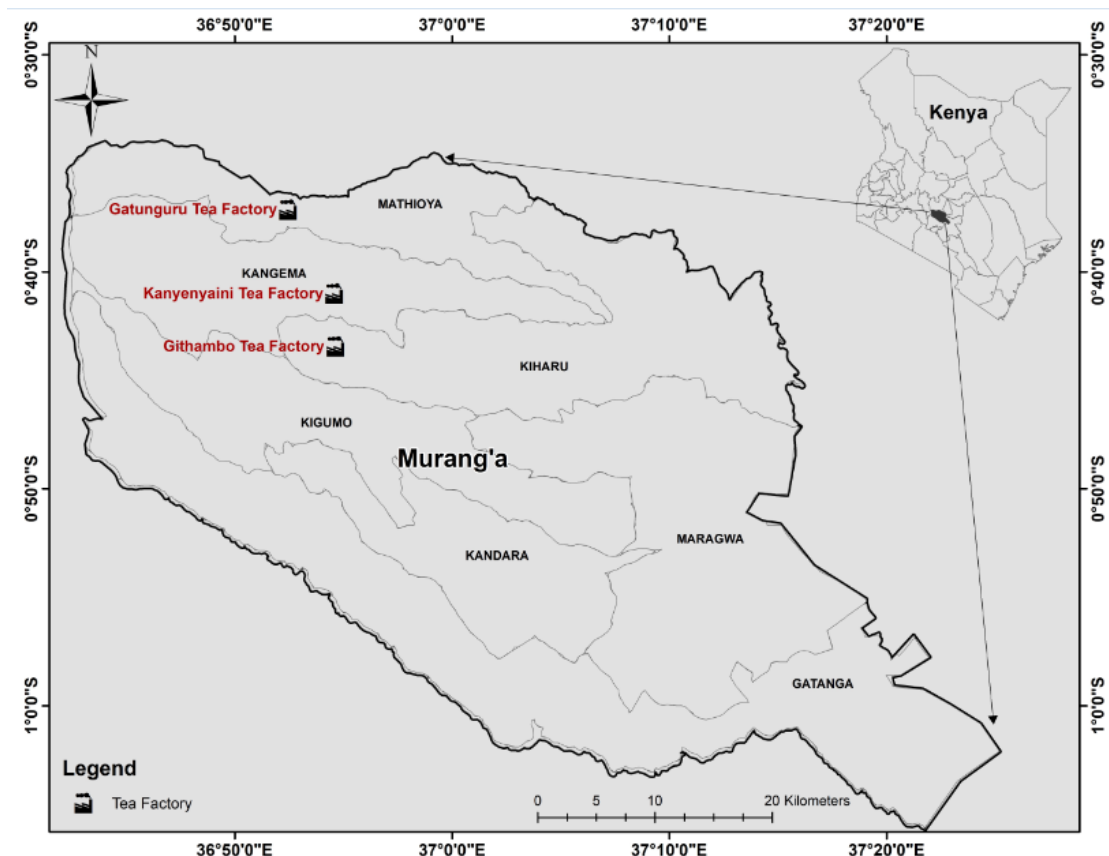 36°50'0"E 37°0'0"E 37°10'0"E 37°20'0"E
0°30'0"S 0°30'0"S
N
Kenya
MATHIOYA
Gatunguru Tea Factory
0°40'0"S 0°40'0"S
KANGEMA
Kanyenyaini Tea Factory
Githambo Tea Factory
KIHARU
KIGUMO
Murang'a
0°50'0"S 0°50'0"S
MARAGWA
KANDARA
GATANGA
1°0'0"S 1°0'0"S
Legend
Tea Factory
0 5 10 20 Kilometers
36°50'0"E 37°0'0"E 37°10'0"E 37°20'0"E